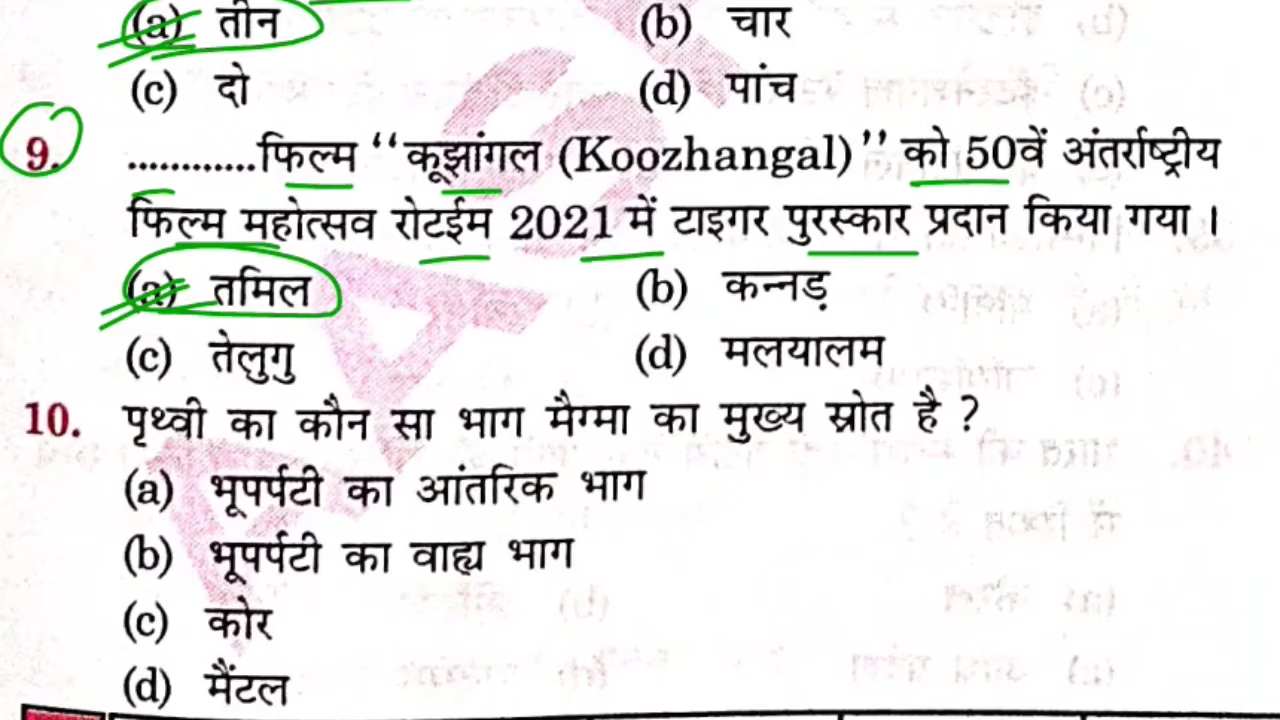 (a) तीन (b) चार
(c) दो (d) पांच
9. ............फिल्म ‘‘कूझांगल (Koozhangal)’’ को 50वें अंतर्राष्ट्रीय
फिल्म महोत्सव रोटईम 2021 में टाइगर पुरस्कार प्रदान किया गया ।
(a) तमिल (b) कन्नड़
(c) तेलुगु (d) मलयालम
10. पृथ्वी का कौन सा भाग मैग्मा का मुख्य स्रोत है ?
(a) भूपर्पटी का आंतरिक भाग
(b) भूपर्पटी का वाह्य भाग
(c) कोर
(d) मैंटल